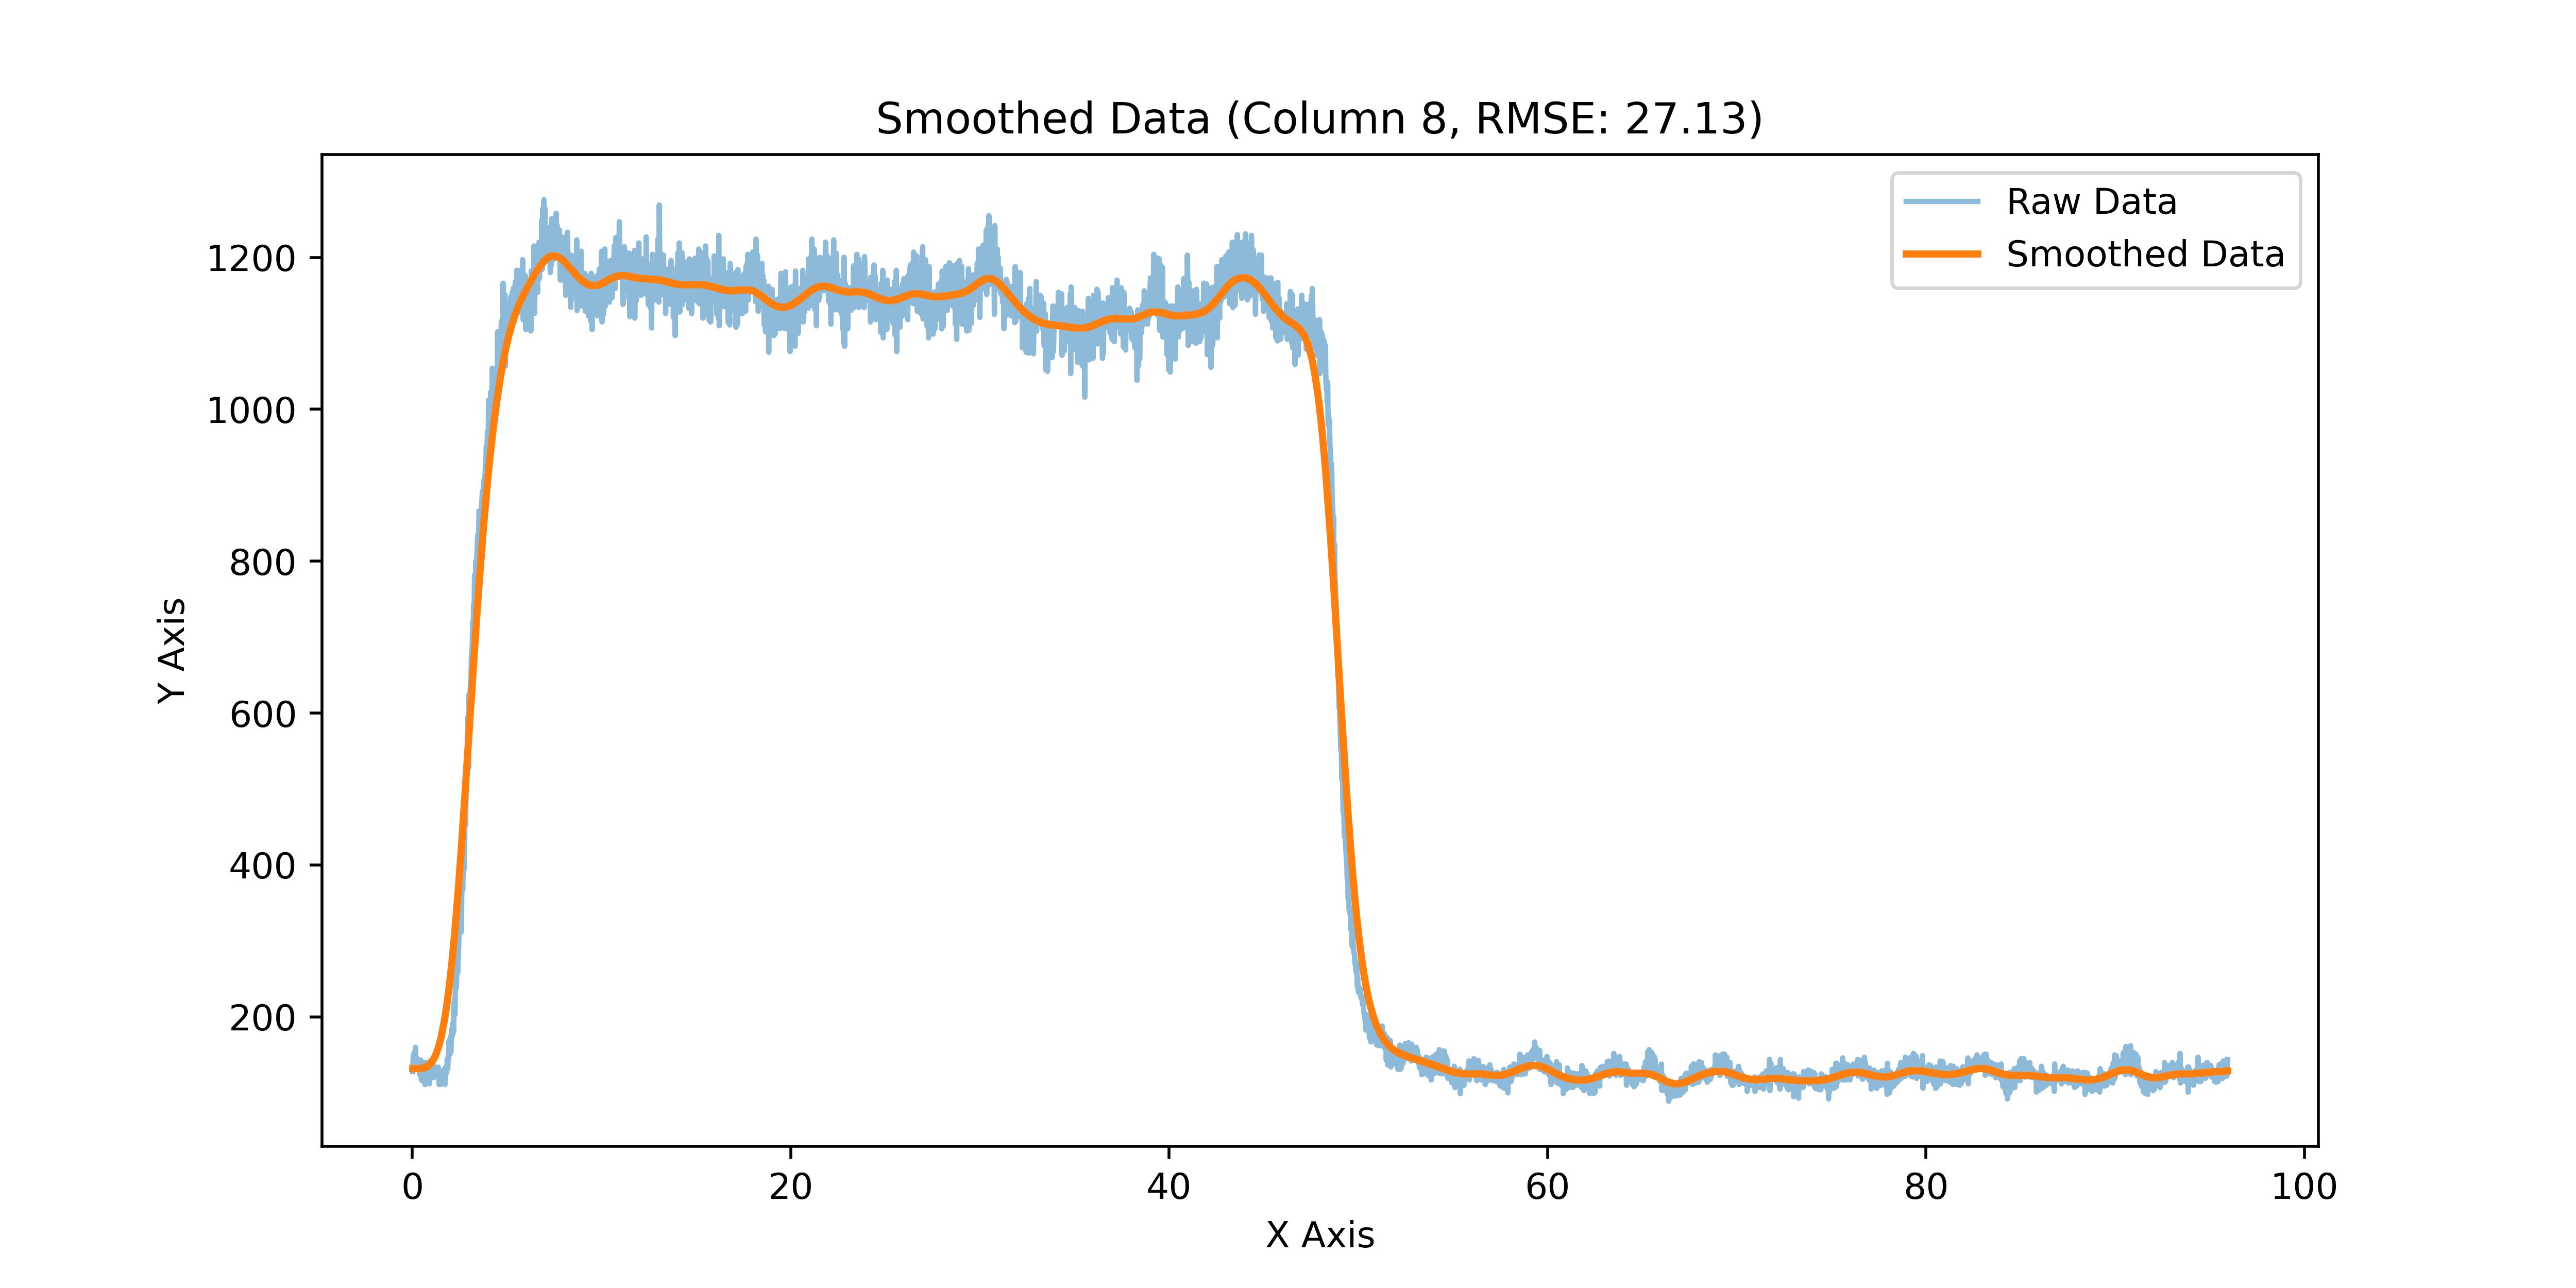 Smoothed Data (Column 8, RMSE: 27.13)
Raw Data
Smoothed Data
1200
1000
800
600
400
200
Y Axis
0 20 40 60 80 100
X Axis